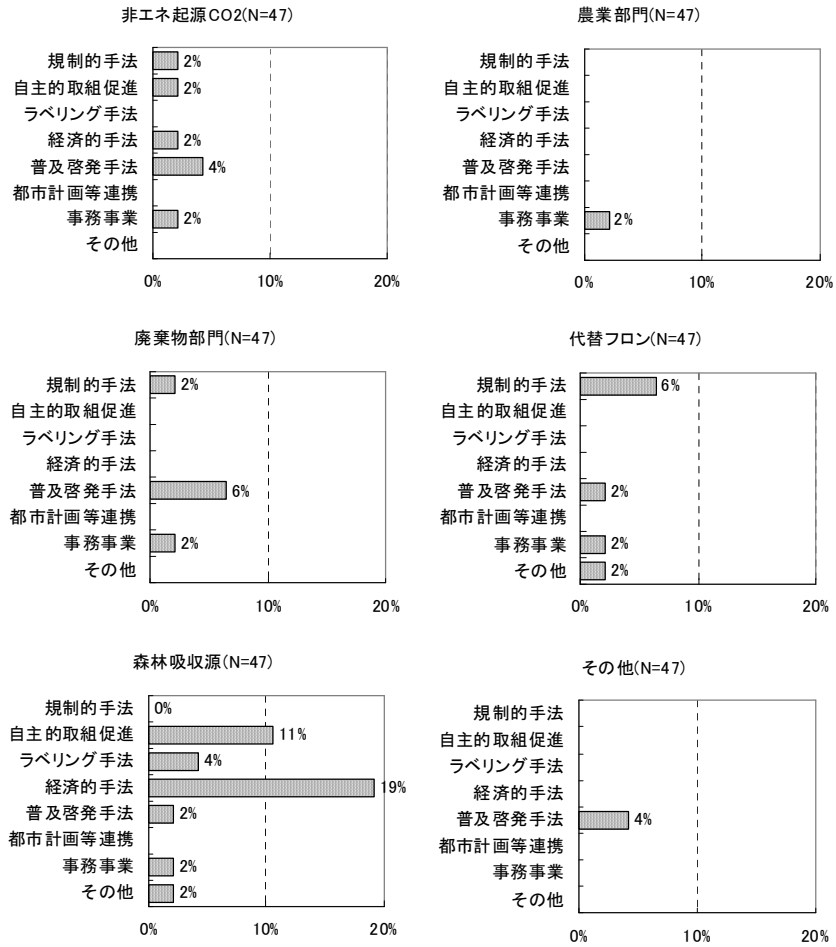 非エネ起源CO2(N=47)
規制的手法 2%
自主的取組促進 2%
ラベリング手法
経済的手法 2%
普及啓発手法 4%
都市計画等連携
事務事業 2%
その他
0% 10% 20%
農業部門(N=47)
規制的手法
自主的取組促進
ラベリング手法
経済的手法
普及啓発手法
都市計画等連携
事務事業 2%
その他
0% 10% 20%
廃棄物部門(N=47)
規制的手法 2%
自主的取組促進
ラベリング手法
経済的手法
普及啓発手法 6%
都市計画等連携
事務事業 2%
その他
0% 10% 20%
代替フロン(N=47)
規制的手法 6%
自主的取組促進
ラベリング手法
経済的手法
普及啓発手法 2%
都市計画等連携
事務事業 2%
その他 2%
0% 10% 20%
森林吸収源(N=47)
規制的手法 0%
自主的取組促進 11%
ラベリング手法 4%
経済的手法 19%
普及啓発手法 2%
都市計画等連携
事務事業 2%
その他 2%
0% 10% 20%
その他(N=47)
規制的手法
自主的取組促進
ラベリング手法
経済的手法
普及啓発手法 4%
都市計画等連携
事務事業
その他
0% 10% 20%